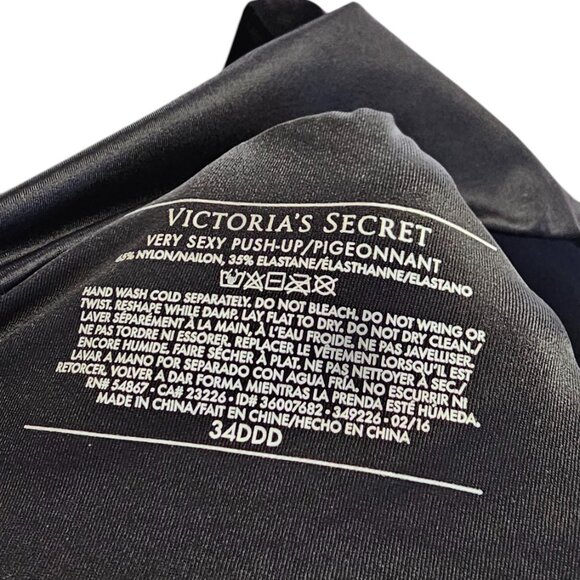 VICTORIA'S SECRET
VERY SEXY PUSH-UP/PIGEONNANT
65% NYLON/NAILON, 35% ELASTANE/ÉLASTHANNE/ELASTANO
HAND WASH COLD SEPARATELY. DO NOT BLEACH. DO NOT WRING OR
TWIST. RESHAPE WHILE DAMP. LAY FLAT TO DRY. DO NOT DRY CLEAN/
LAVER SÉPARÉMENT À LA MAIN, À L'EAU FROIDE. NE PAS JAVELLISER.
NE PAS TORDRE NI ESSORER. REPLACER LE VÊTEMENT LORSQU'IL EST
ENCORE HUMIDE. FAIRE SÉCHER À PLAT. NE PAS NETTOYER À SEC/
LAVAR A MANO POR SEPARADO CON AGUA FRÍA. NO ESCURRIR NI
RETORCER. VOLVER A DAR FORMA MIENTRAS LA PRENDA ESTÉ HÚMEDA.
RN# 54867 • CA# 23226 • ID# 36007682 • 349226 • 02/16
MADE IN CHINA/FAIT EN CHINE/HECHO EN CHINA
34DDD